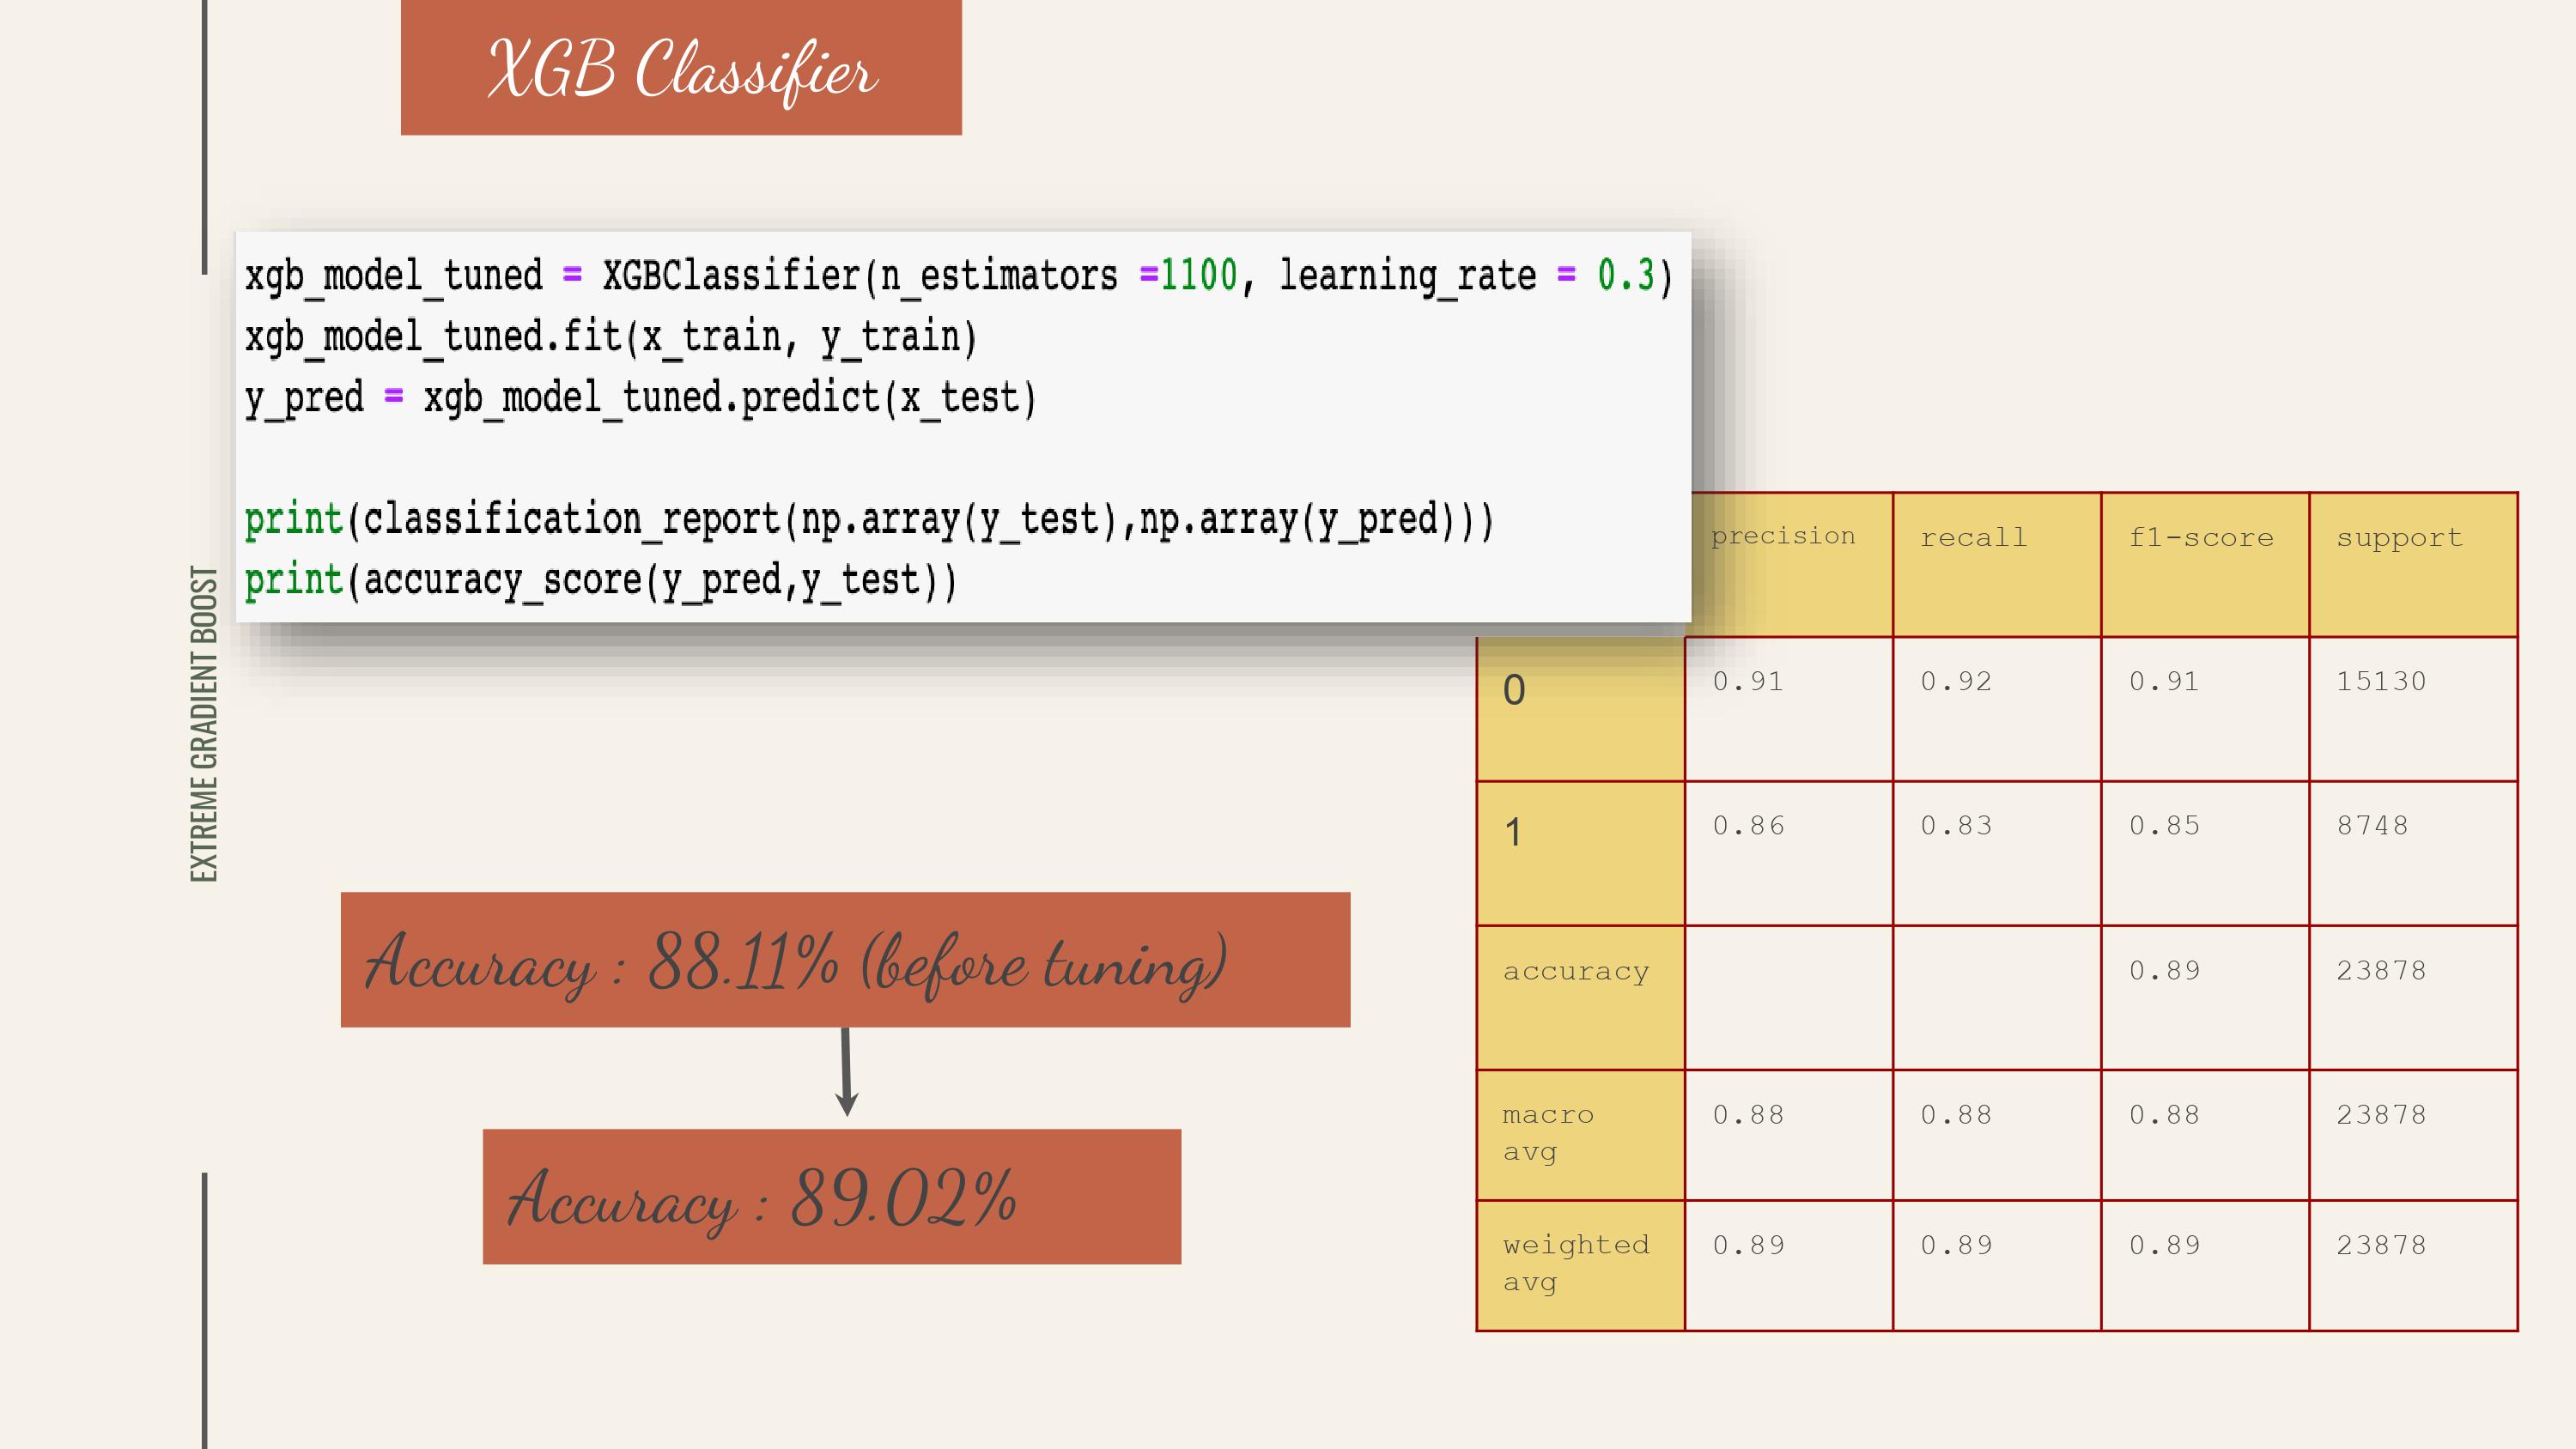 XGB Classifier
xgb_model_tuned = XGBClassifier(n_estimators =1100, learning_rate = 0.3)
xgb_model_tuned.fit(x_train, y_train)
y_pred = xgb_model_tuned.predict(x_test)
print(classification_report(np.array(y_test),np.array(y_pred)))
print(accuracy_score(y_pred,y_test))
EXTREME GRADIENT BOOST
Accuracy : 88.11% (before tuning)
Accuracy : 89.02%
precision recall f1-score support
0 0.91 0.92 0.91 15130
1 0.86 0.83 0.85 8748
accuracy 0.89 23878
macro avg 0.88 0.88 0.88 23878
weighted avg 0.89 0.89 0.89 23878